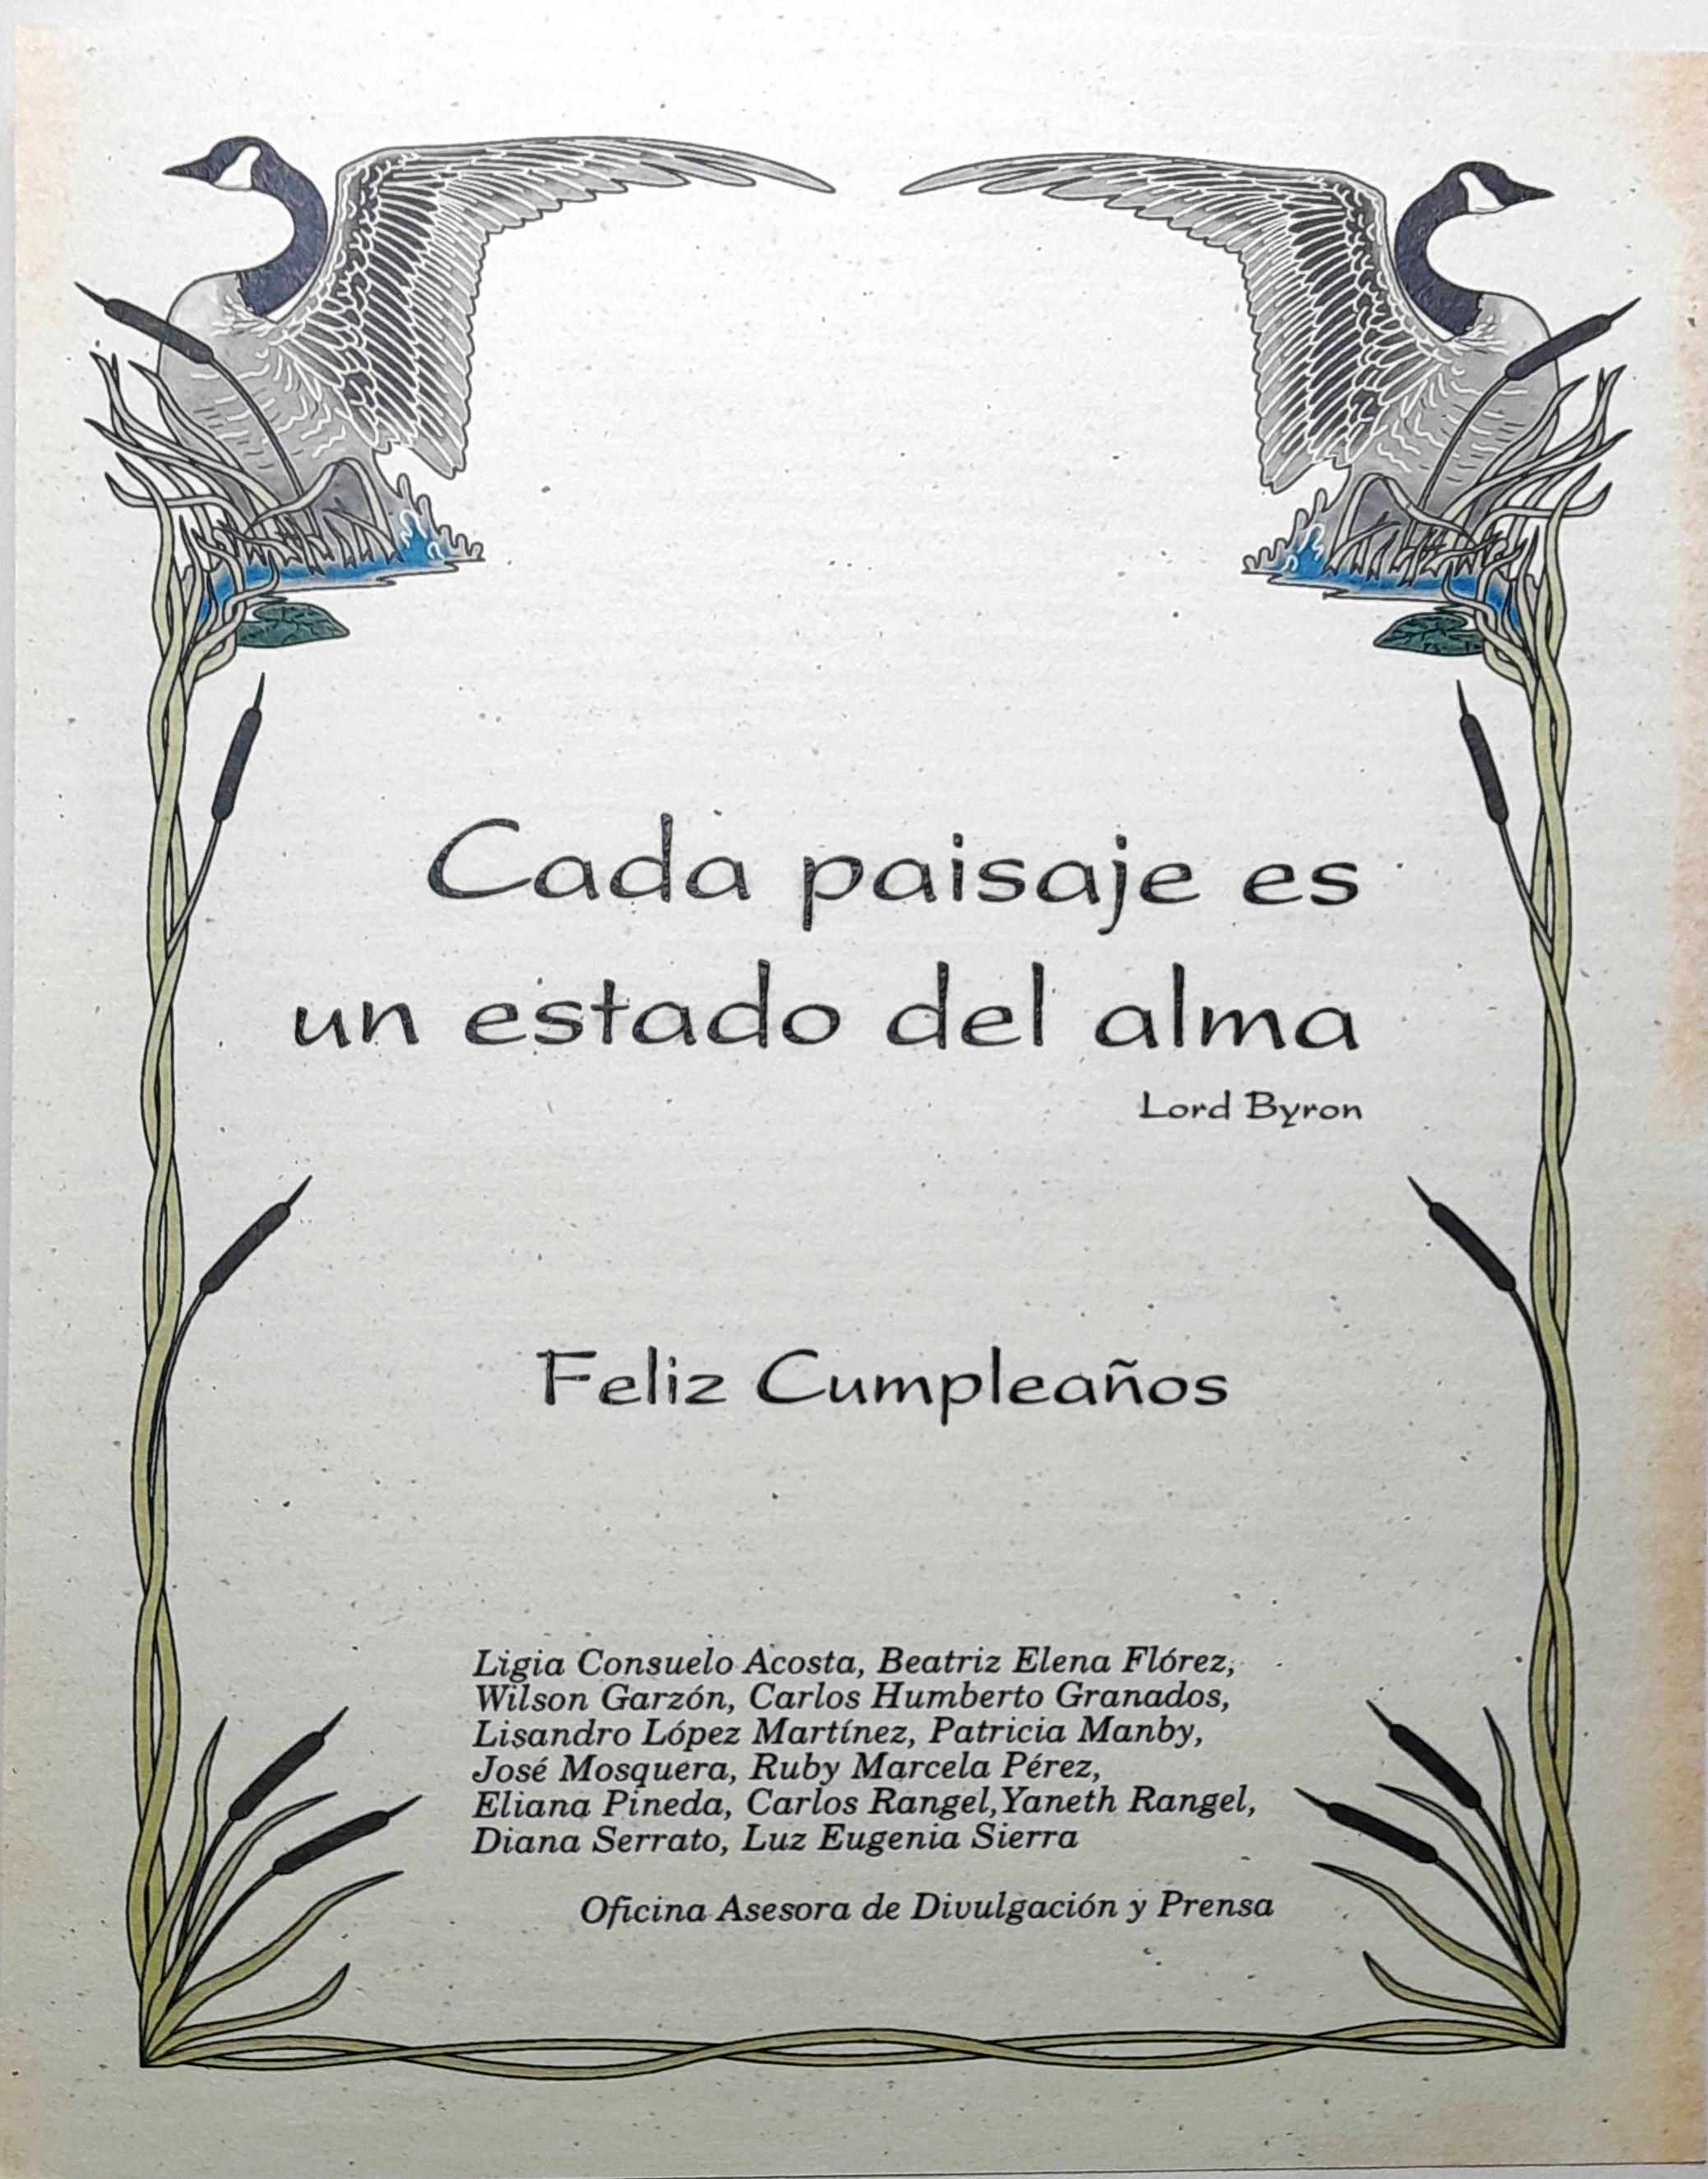 Cada paisaje es
un estado del alma
Lord Byron
Feliz Cumpleaños
Ligia Consuelo Acosta, Beatriz Elena Flórez,
Wilson Garzón, Carlos Humberto Granados,
Lisandro López Martínez, Patricia Manby,
José Mosquera, Ruby Marcela Pérez,
Eliana Pineda, Carlos Rangel,Yaneth Rangel,
Diana Serrato, Luz Eugenia Sierra
Oficina Asesora de Divulgación y Prensa